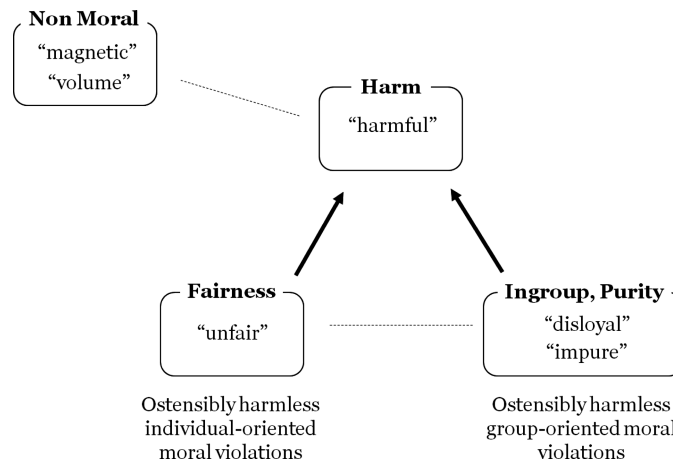 Non Moral
“magnetic”
“volume”
Harm
“harmful”
Fairness
“unfair”
Ingroup, Purity
“disloyal”
“impure”
Ostensibly harmless
individual-oriented
moral violations
Ostensibly harmless
group-oriented moral
violations